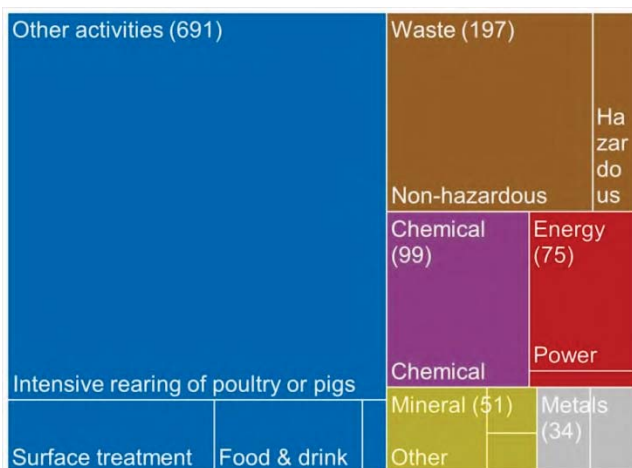 Other activities (691)
Intensive rearing of poultry or pigs
Surface treatment
Food & drink
Waste (197)
Non-hazardous
Ha
zar
do
us
Chemical
(99)
Chemical
Energy
(75)
Power
Mineral (51)
Other
Metals
(34)